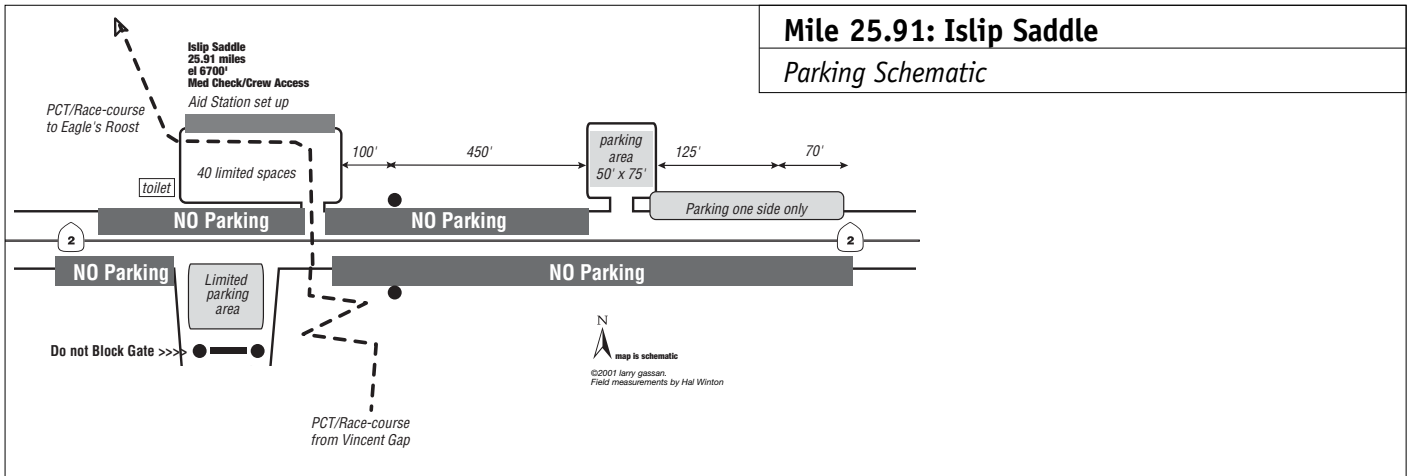 Mile 25.91: Islip Saddle
Parking Schematic
Islip Saddle
25.91 miles
el 6700'
Med Check/Crew Access
Aid Station set up
PCT/Race-course
to Eagle's Roost
100'
450'
parking
area
50' x 75'
125'
70'
40 limited spaces
toilet
Parking one side only
NO Parking
NO Parking
2
2
NO Parking
Limited
parking
area
NO Parking
N
map is schematic
Do not Block Gate >>>>
©2001 larry gassan.
Field measurements by Hal Winton
PCT/Race-course
from Vincent Gap